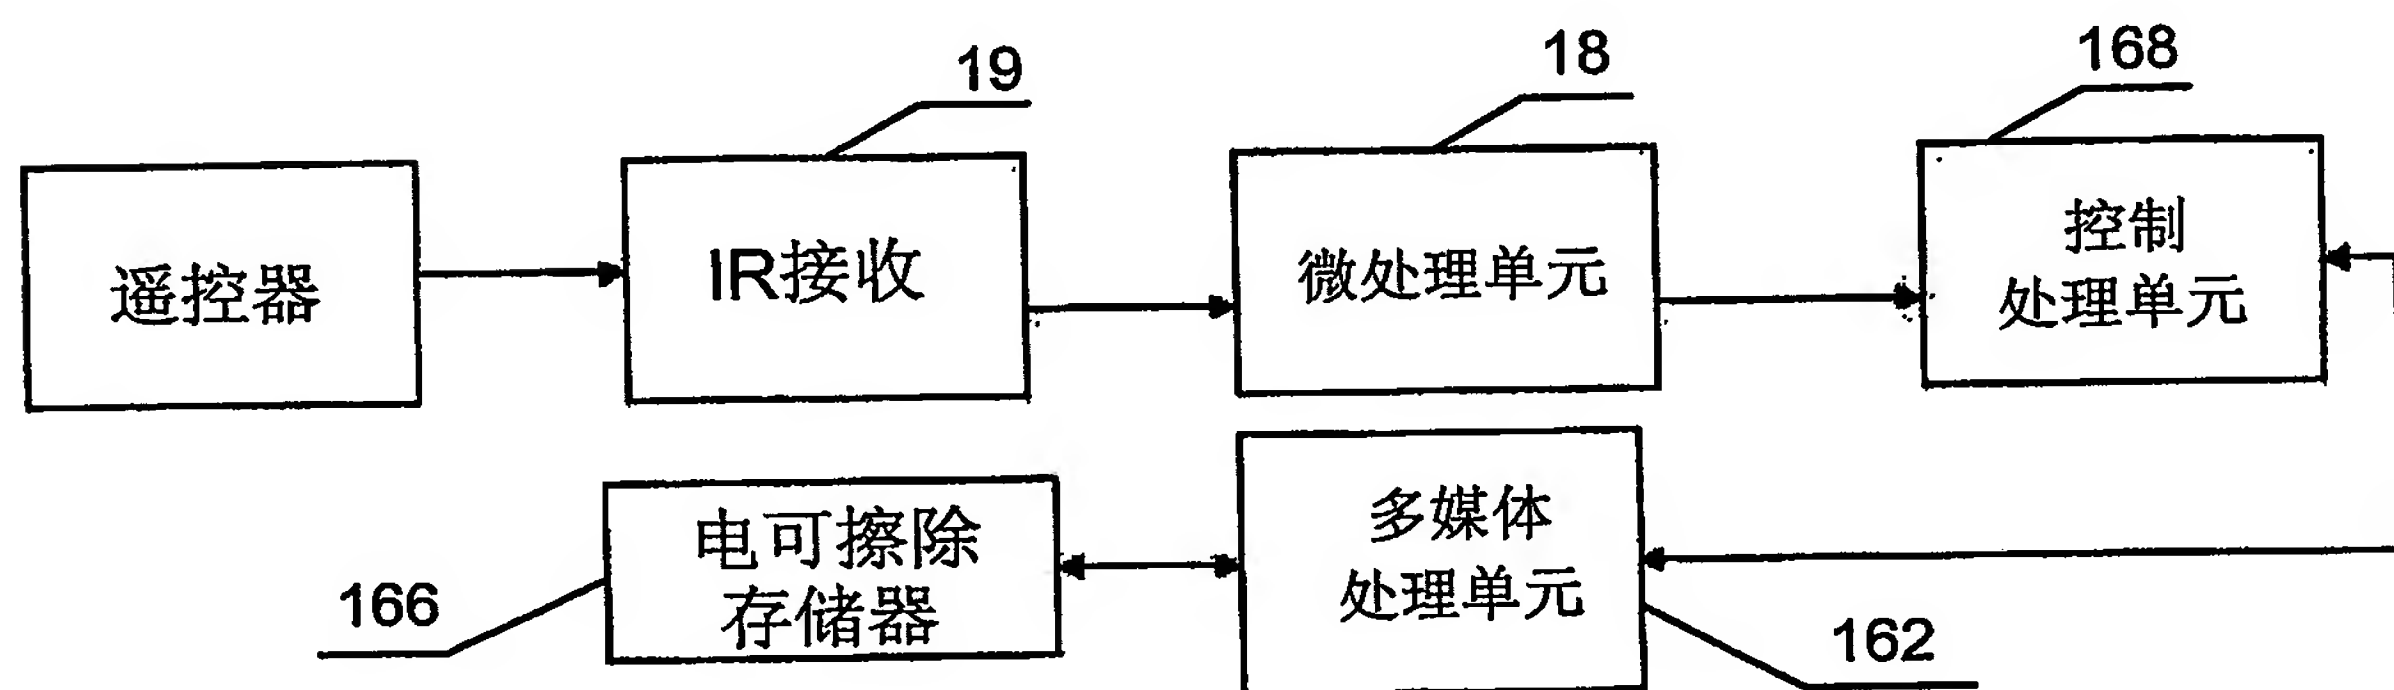 19
18
168
遥控器
IR接收
微处理单元
控制
处理单元
电可擦除
存储器
多媒体
处理单元
166
162